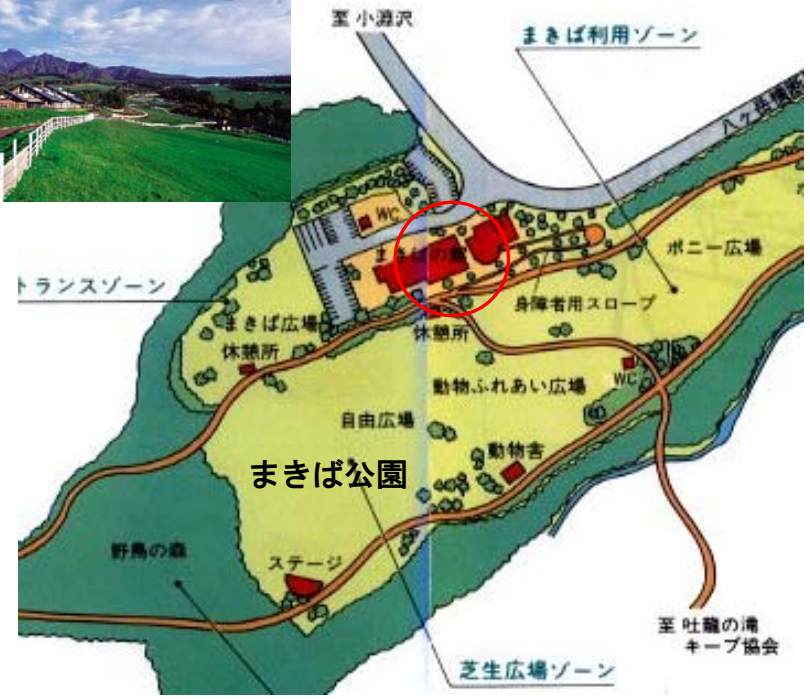 至 小淵沢
まきば利用ゾーン
八ヶ岳横断
WC
ポニー広場
トランスゾーン
身障者用スロープ
まきば広場
休憩所
休憩所
動物ふれあい広場
WC
自由広場
動物舎
まきば公園
野鳥の森
ステージ
至 吐龍の滝
キープ協会
芝生広場ゾーン